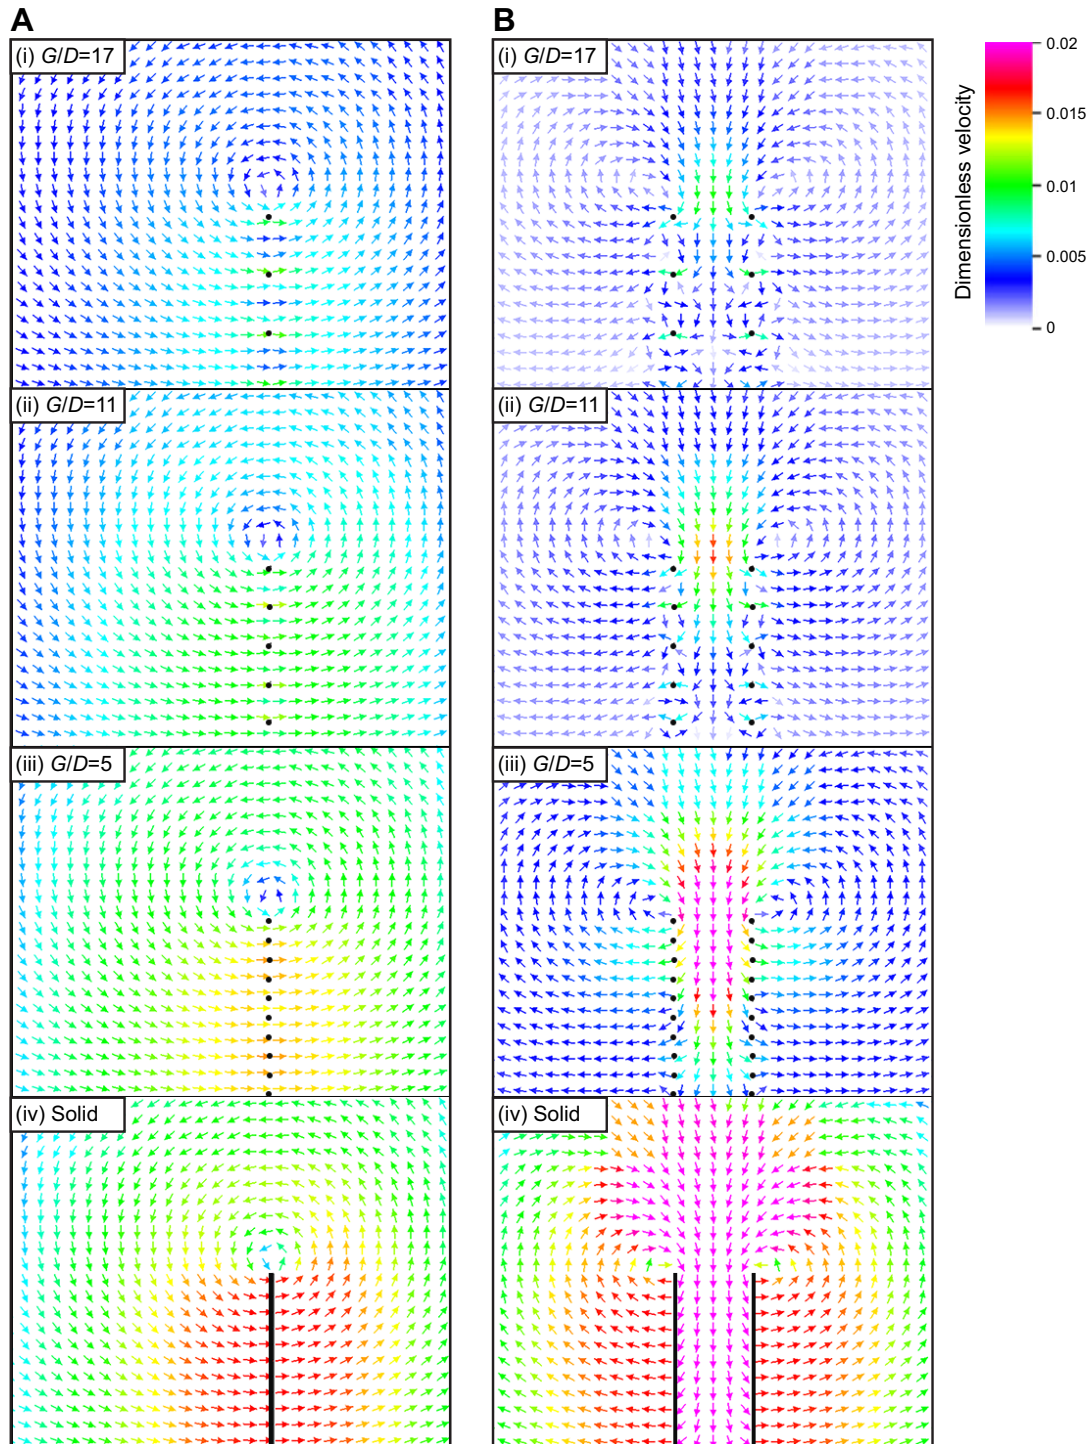 A
B
(i) G/D=17
(i) G/D=17
0.02
0.015
0.01
0.005
0
Dimensionless velocity
(ii) G/D=11
(ii) G/D=11
(iii) G/D=5
(iii) G/D=5
(iv) Solid
(iv) Solid